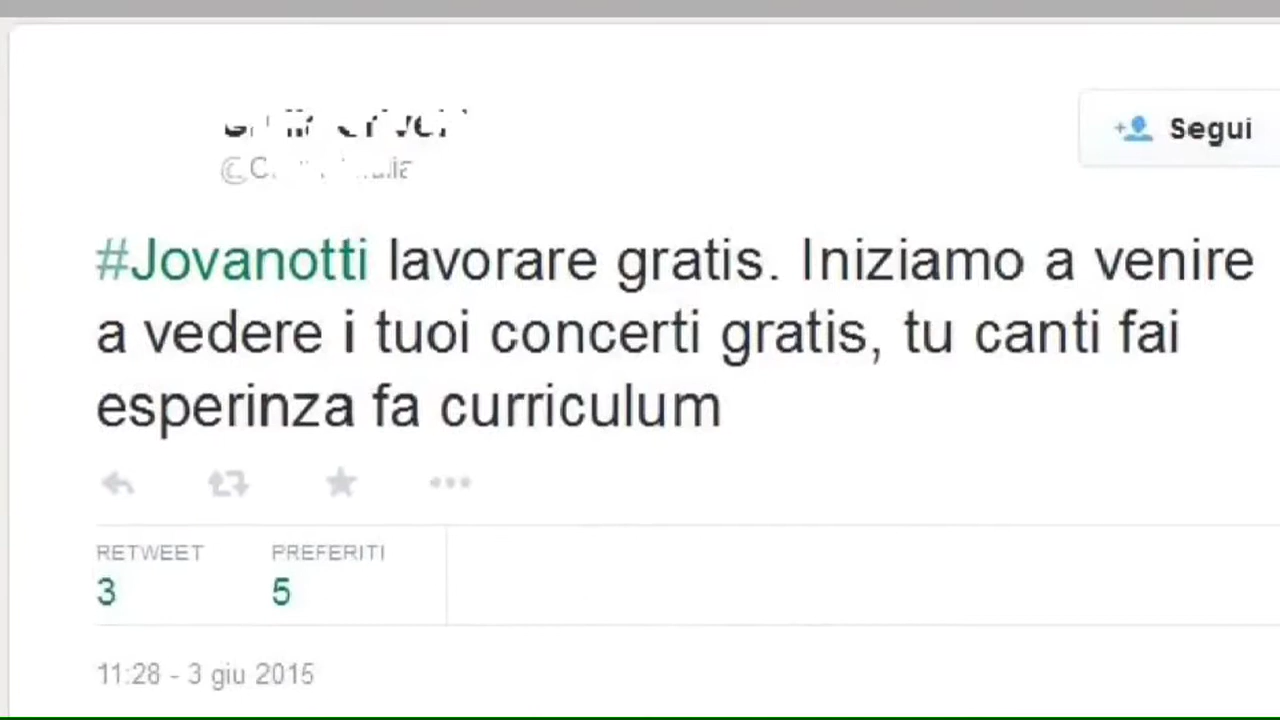 Segui
#Jovanotti lavorare gratis. Iniziamo a venire
a vedere i tuoi concerti gratis, tu canti fai
esperinza fa curriculum
RETWEET PREFERITI
3 5
11:28 - 3 giu 2015